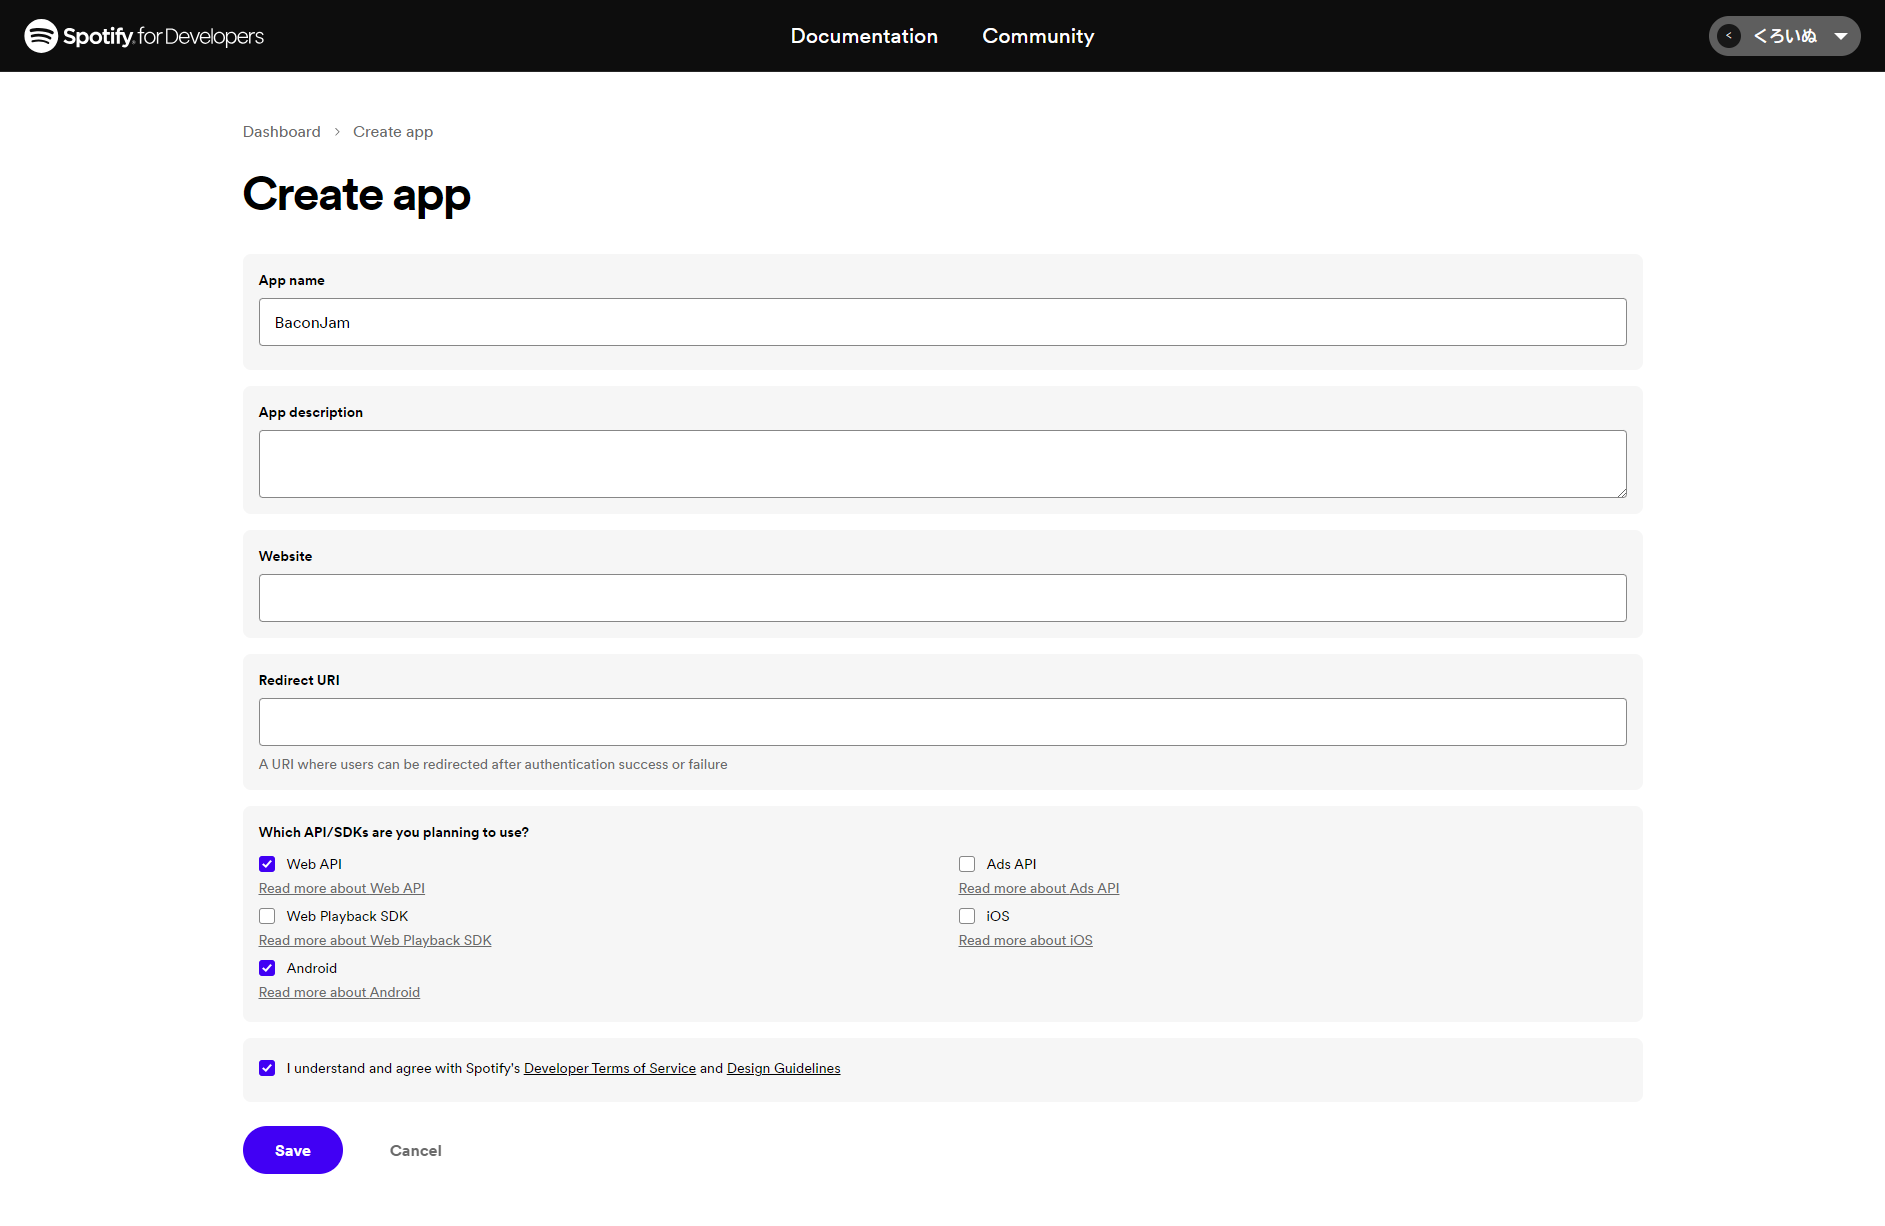 Spotify for Developers
Documentation
Community
< くろいぬ
Dashboard > Create app
Create app
App name
BaconJam
App description
Website
Redirect URI
A URI where users can be redirected after authentication success or failure
Which API/SDKs are you planning to use?
Web API
Read more about Web API
Ads API
Read more about Ads API
Web Playback SDK
Read more about Web Playback SDK
iOS
Read more about iOS
Android
Read more about Android
I understand and agree with Spotify's Developer Terms of Service and Design Guidelines
Save
Cancel